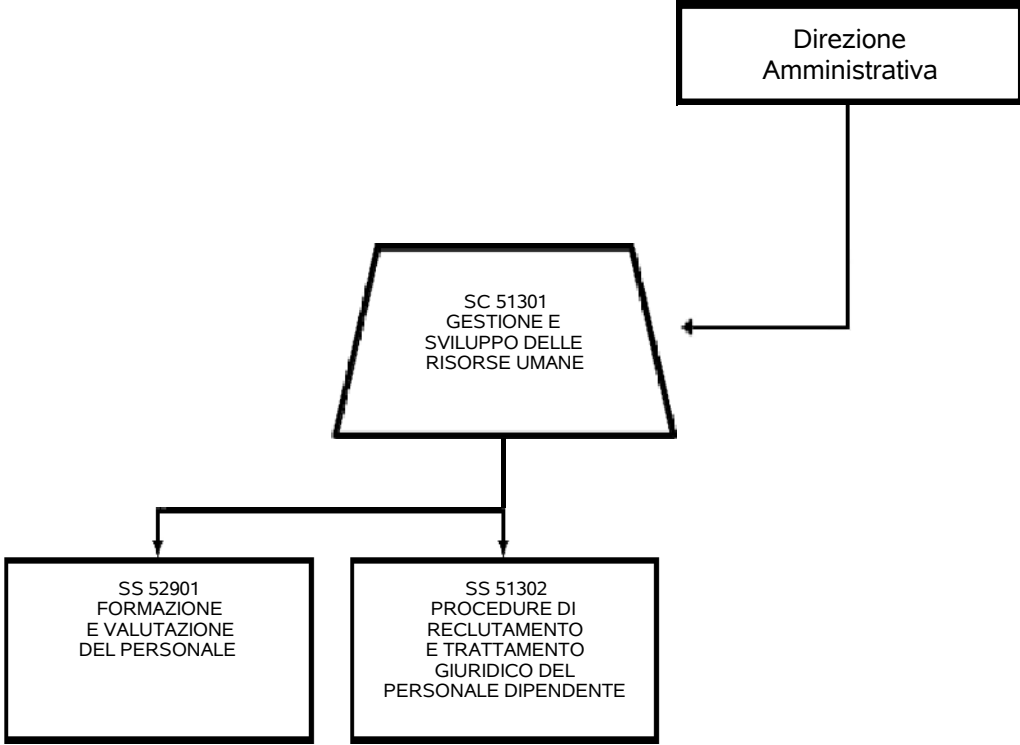 Direzione
Amministrativa
SC 51301
GESTIONE E
SVILUPPO DELLE
RISORSE UMANE
SS 52901
FORMAZIONE
E VALUTAZIONE
DEL PERSONALE
SS 51302
PROCEDURE DI
RECLUTAMENTO
E TRATTAMENTO
GIURIDICO DEL
PERSONALE DIPENDENTE